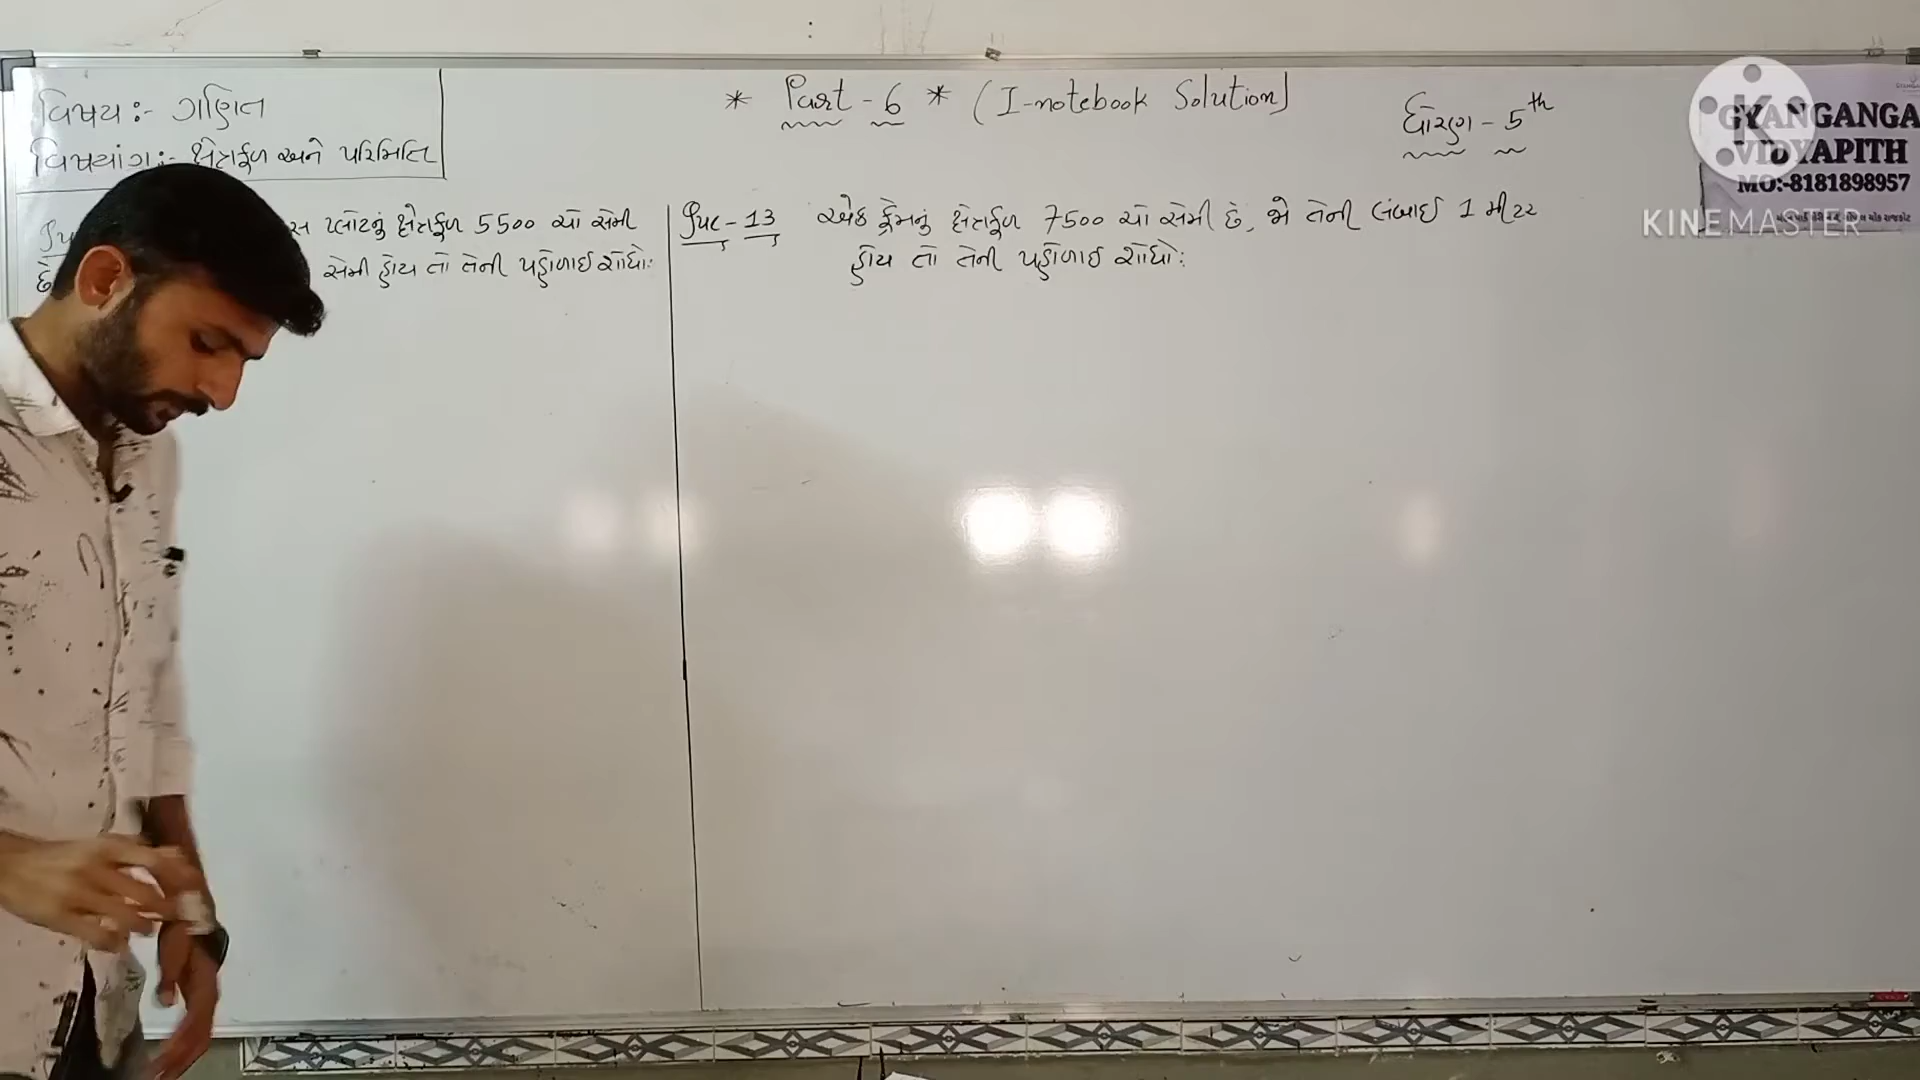 વિષય :- ગણિત
વિષયાંગ :- ક્ષેત્રફળ અને પરિમિતિ
* Part - 6 * (I-notebook Solution)
ધોરણ - 5th
GYANGANGA
VIDYAPITH
MO:-8181898957
KINEMASTER
પ્લોટનું ક્ષેત્રફળ 5500 ચો સેમી
છે
સેમી હોય તો તેની પહોળાઈ શોધો:
Que - 13 એક ફ્રેમનું ક્ષેત્રફળ 7500 ચો સેમી છે, જો તેની લંબાઈ 1 મીટર
હોય તો તેની પહોળાઈ શોધો: